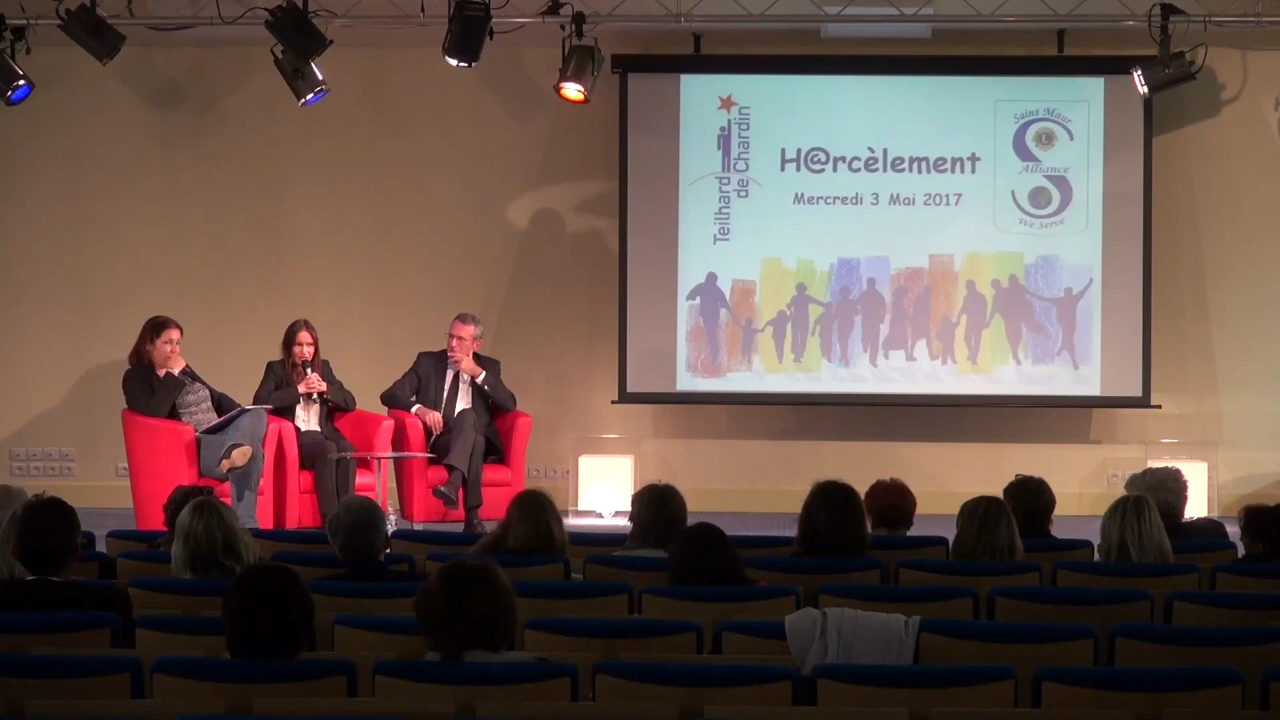 Teilhard
de Chardin
H@rcèlement
Mercredi 3 Mai 2017
Saint Maur
L
Alliance
We Serve